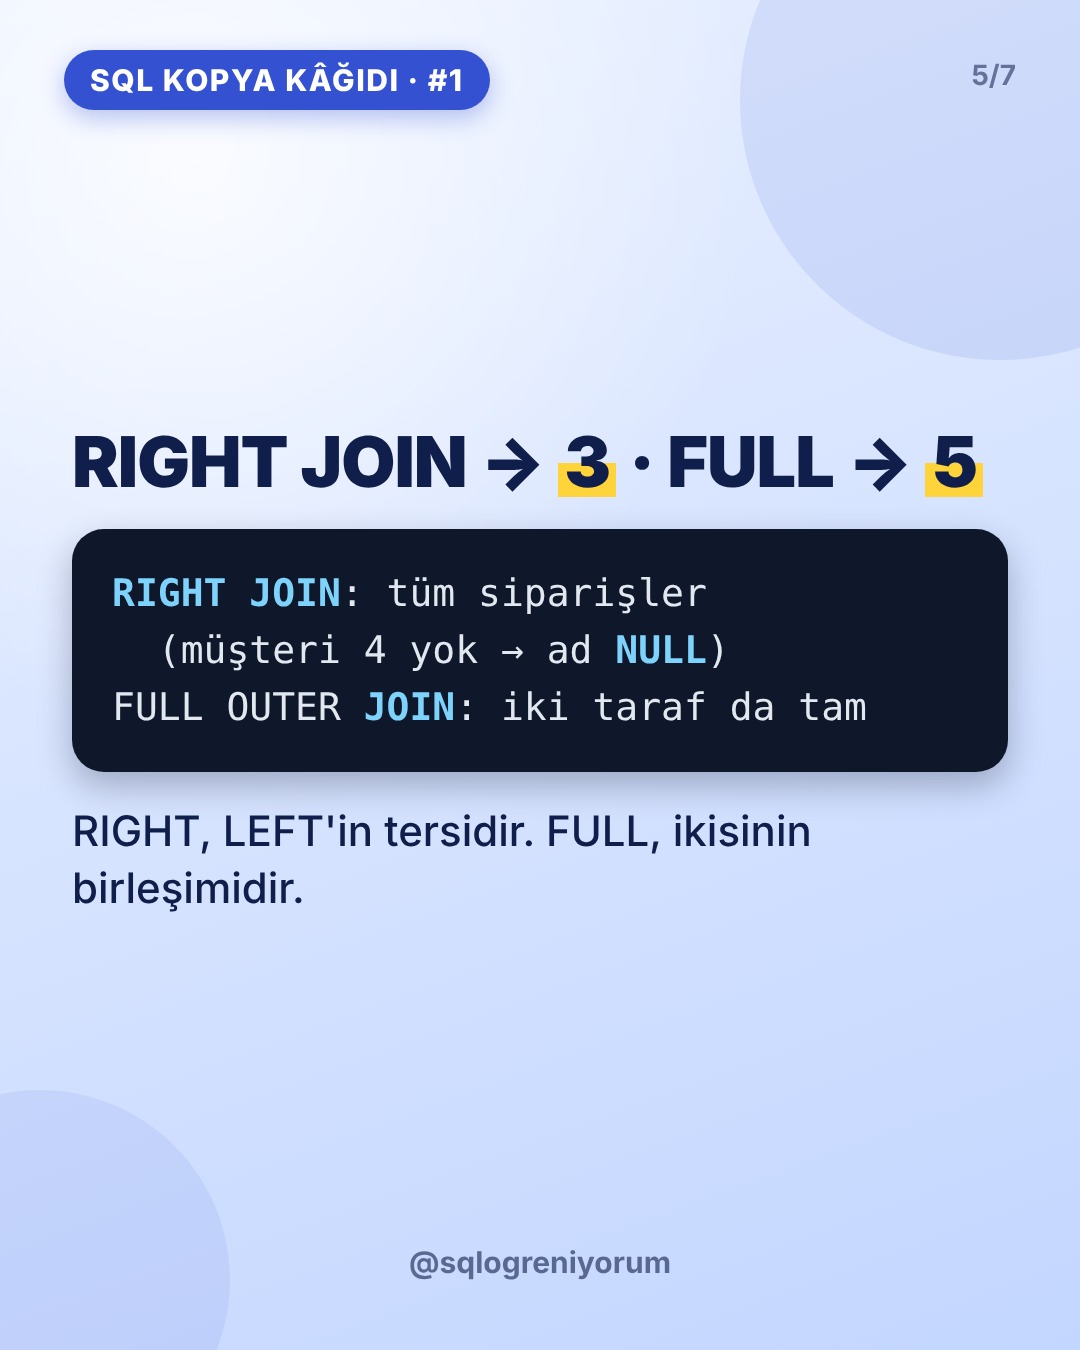 SQL KOPYA KÂĞIDI · #1
5/7
RIGHT JOIN → 3 · FULL → 5
RIGHT JOIN: tüm siparişler
(müşteri 4 yok → ad NULL)
FULL OUTER JOIN: iki taraf da tam
RIGHT, LEFT'in tersidir. FULL, ikisinin
birleşimidir.
@sqlogreniyorum